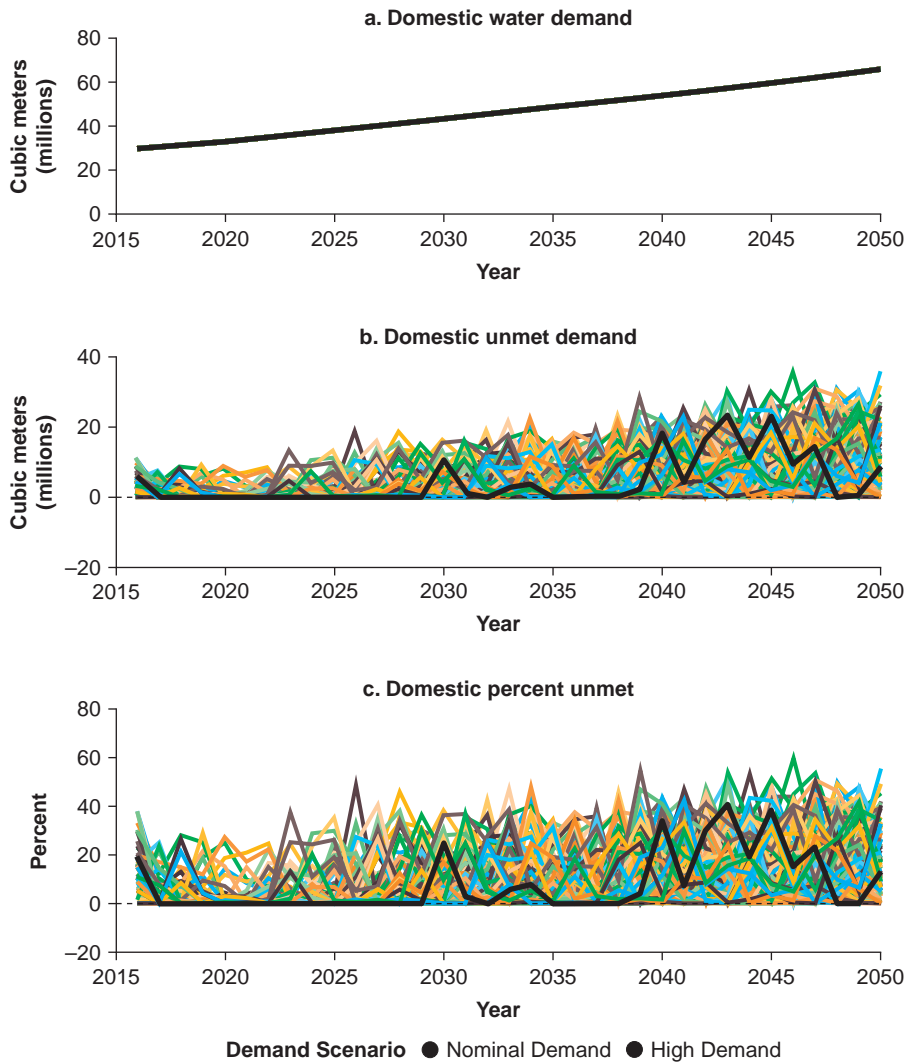 a. Domestic water demand
80
60
40
20
0
Cubic meters
(millions)
2015 2020 2025 2030 2035 2040 2045 2050
Year
b. Domestic unmet demand
40
20
0
–20
Cubic meters
(millions)
2015 2020 2025 2030 2035 2040 2045 2050
Year
c. Domestic percent unmet
80
60
40
20
0
–20
Percent
2015 2020 2025 2030 2035 2040 2045 2050
Year
Demand Scenario Nominal Demand High Demand